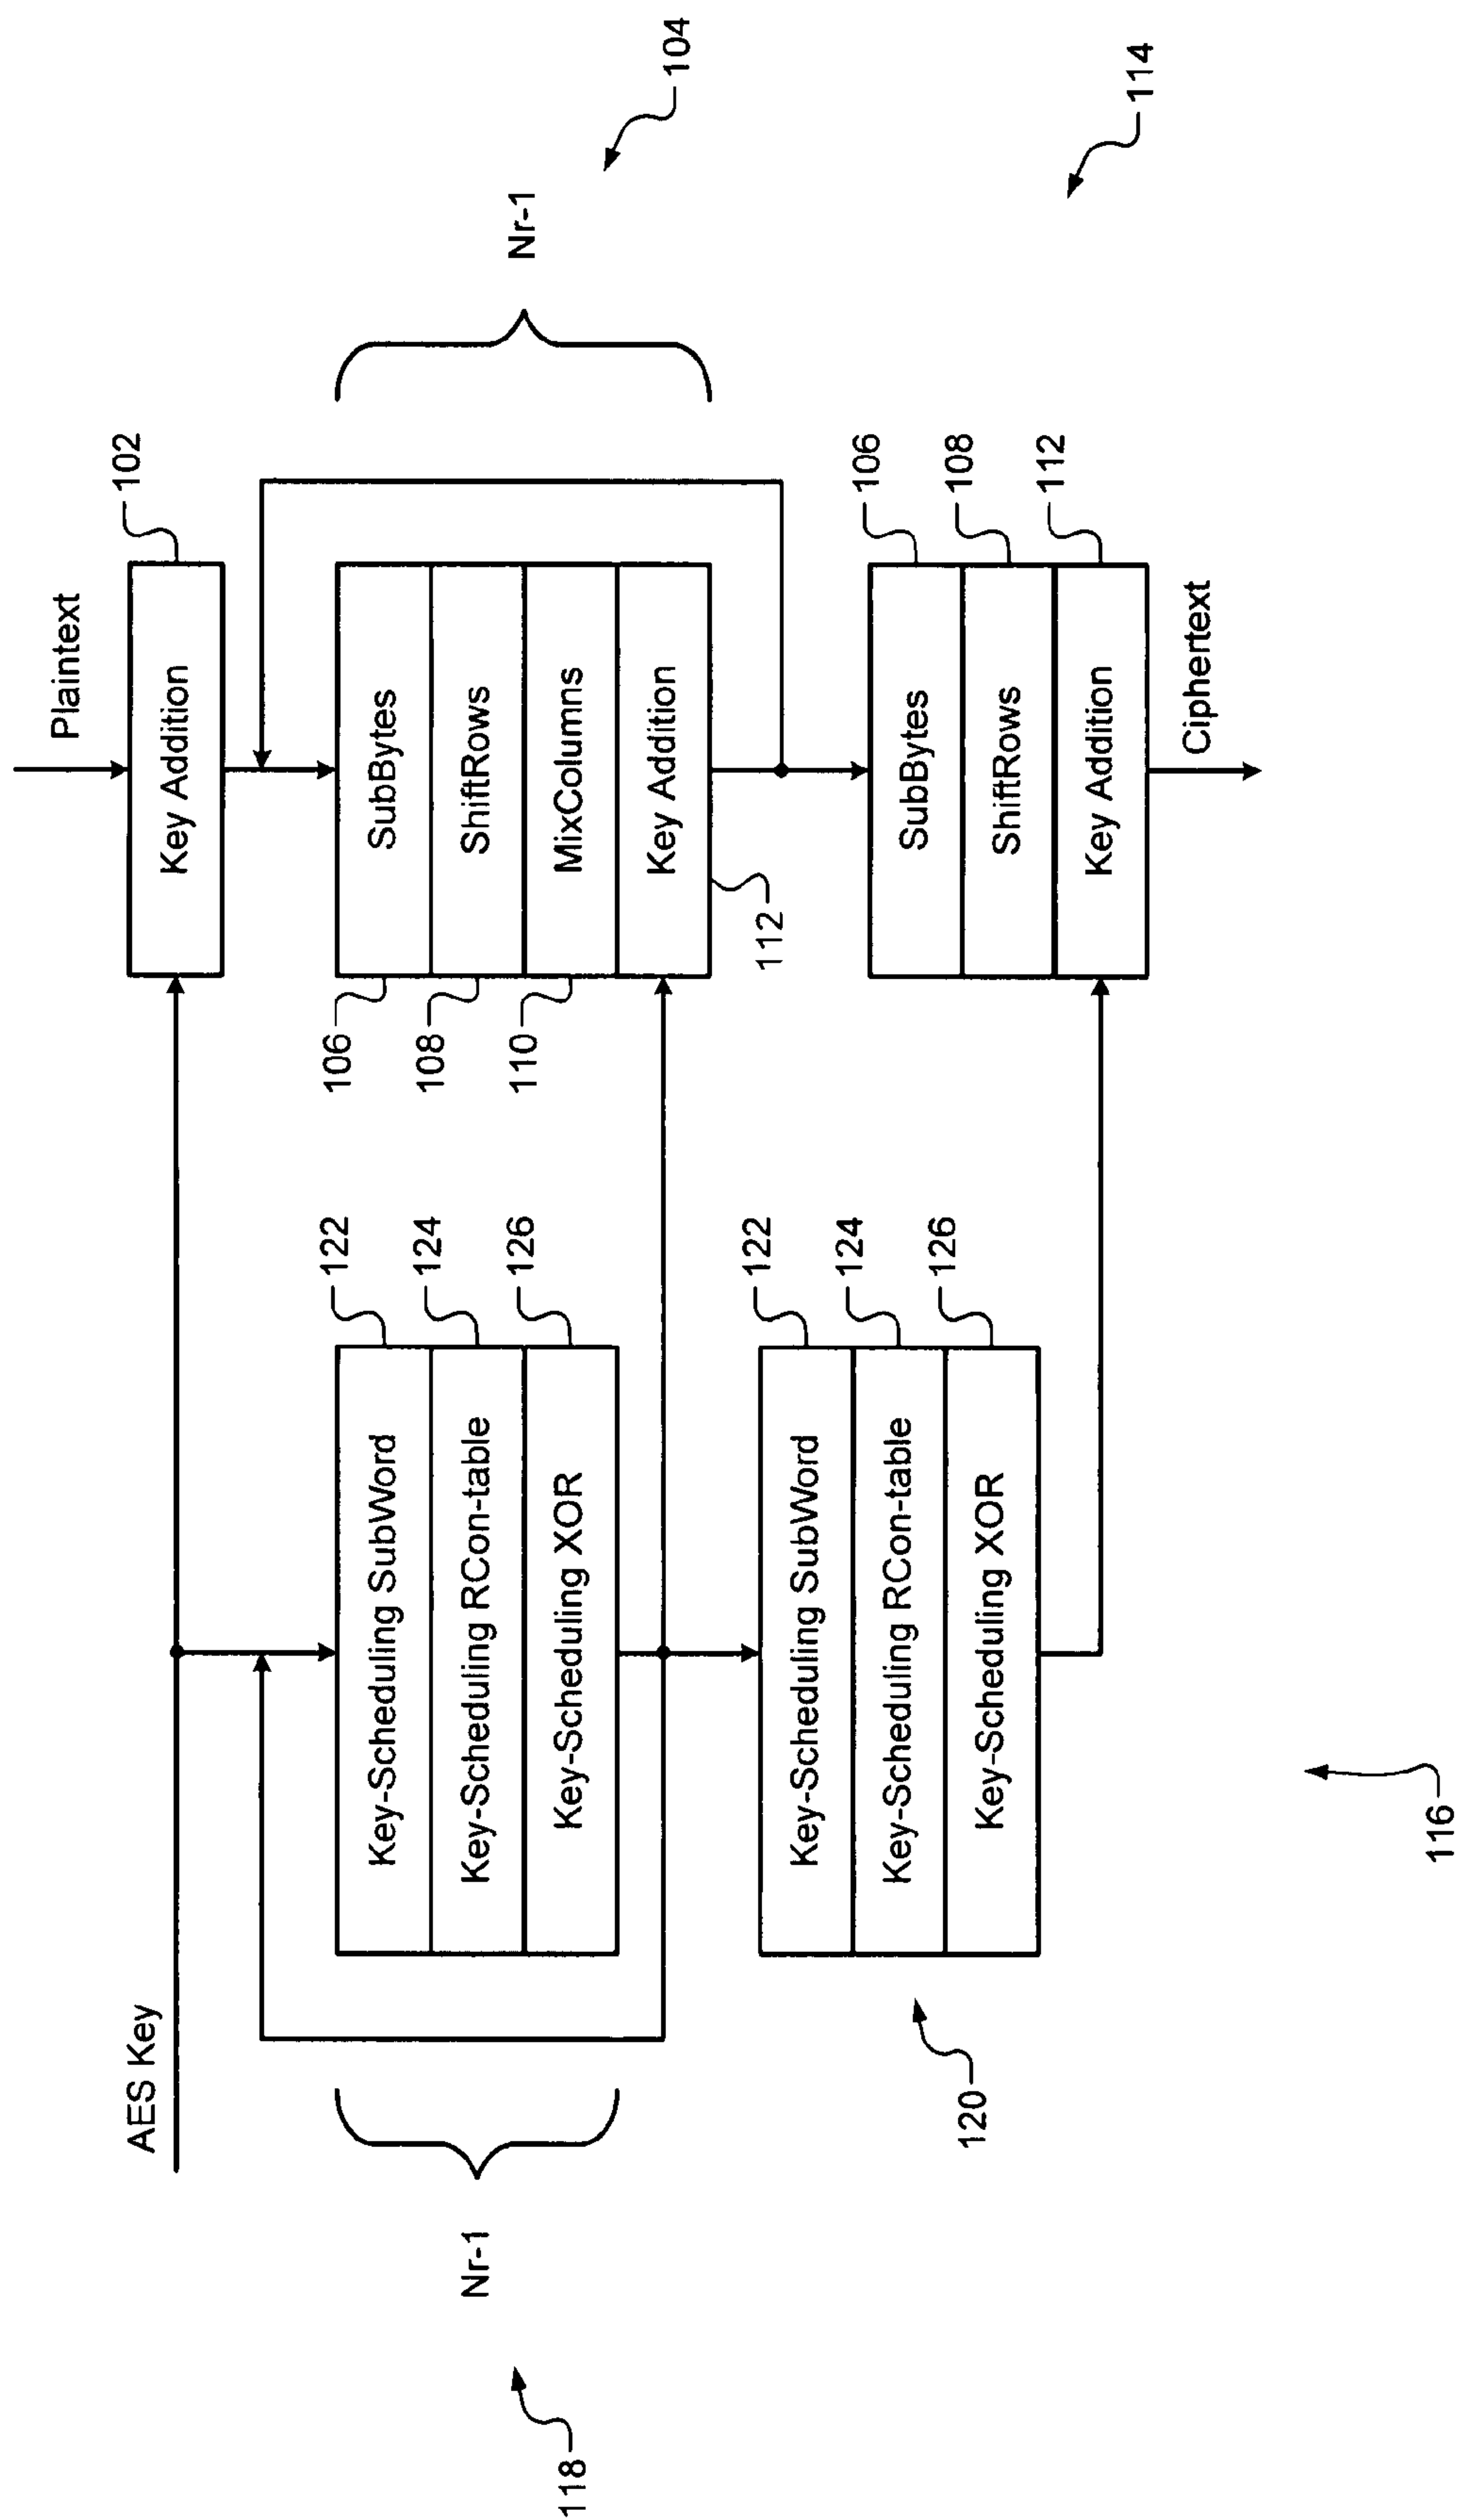 Plaintext
AES Key
Key Addition
102
Nr-1
118
Key-Scheduling SubWord
122
Key-Scheduling RCon-table
124
Key-Scheduling XOR
126
106
SubBytes
108
ShiftRows
110
MixColumns
Key Addition
112
Nr-1
104
120
Key-Scheduling SubWord
122
Key-Scheduling RCon-table
124
Key-Scheduling XOR
126
SubBytes
106
ShiftRows
108
Key Addition
112
114
Ciphertext
116